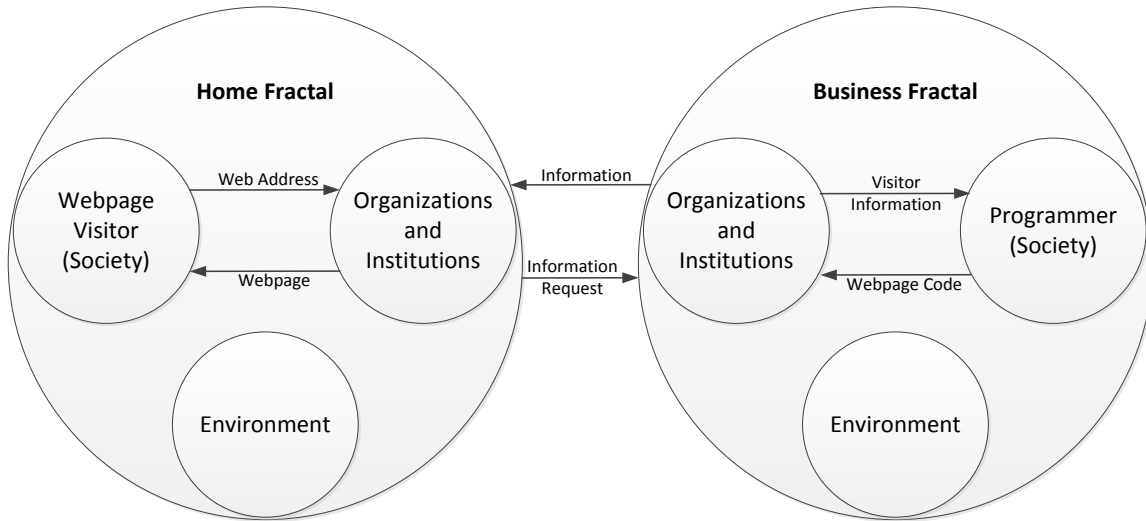 Home Fractal
Webpage
Visitor
(Society)
Web Address
Webpage
Organizations
and
Institutions
Environment
Information
Information
Request
Business Fractal
Organizations
and
Institutions
Visitor
Information
Webpage Code
Programmer
(Society)
Environment